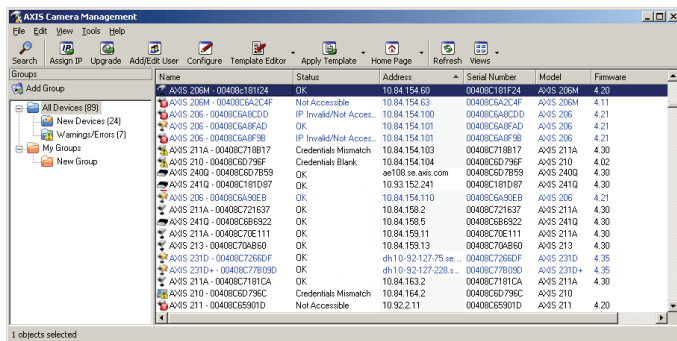 AXIS Camera Management
File Edit View Tools Help
Search Assign IP Upgrade Add/Edit User Configure Template Editor Apply Template Home Page Refresh Views
Groups
Add Group
All Devices (89)
New Devices (24)
Warnings/Errors (7)
My Groups
New Group
Name Status Address Serial Number Model Firmware
AXIS 206M - 00408c181f24 OK 10.84.154.60 00408C181F24 AXIS 206M 4.20
AXIS 206M - 00408C6A2C4F Not Accessible 10.84.154.63 00408C6A2C4F AXIS 206M 4.11
AXIS 206 - 00408C6A8CDD IP Invalid/Not Acces... 10.84.154.100 00408C6A8CDD AXIS 206 4.21
AXIS 206 - 00408C6A8FAD OK 10.84.154.101 00408C6A8FAD AXIS 206 4.21
AXIS 206 - 00408C6A8F9B IP Invalid/Not Acces... 10.84.154.101 00408C6A8F9B AXIS 206 4.21
AXIS 211A - 00408C718B17 Credentials Mismatch 10.84.154.103 00408C718B17 AXIS 211A 4.30
AXIS 210 - 00408C6D796F Credentials Blank 10.84.154.104 00408C6D796F AXIS 210 4.02
AXIS 240Q - 00408C6D7B59 OK ae108.se.axis.com 00408C6D7B59 AXIS 240Q 4.30
AXIS 241Q - 00408C181D87 OK 10.93.152.241 00408C181D87 AXIS 241Q 4.30
AXIS 206 - 00408C6A90EB OK 10.84.154.110 00408C6A90EB AXIS 206 4.21
AXIS 211A - 00408C721637 OK 10.84.158.2 00408C721637 AXIS 211A 4.30
AXIS 241Q - 00408C6B6922 OK 10.84.158.5 00408C6B6922 AXIS 241Q 4.30
AXIS 211A - 00408C70E111 OK 10.84.159.11 00408C70E111 AXIS 211A 4.30
AXIS 213 - 00408C70AB60 OK 10.84.159.13 00408C70AB60 AXIS 213 4.30
AXIS 231D - 00408C7266DF OK dh10-92-127-75.se.... 00408C7266DF AXIS 231D 4.35
AXIS 231D+ - 00408C77B09D OK dh10-92-127-228.s... 00408C77B09D AXIS 231D+ 4.35
AXIS 211A - 00408C7181CA OK 10.84.163.2 00408C7181CA AXIS 211A 4.30
AXIS 210 - 00408C6D796C Credentials Mismatch 10.84.164.2 00408C6D796C AXIS 210
AXIS 211 - 00408C65901D Not Accessible 10.92.2.11 00408C65901D AXIS 211 4.20
1 objects selected